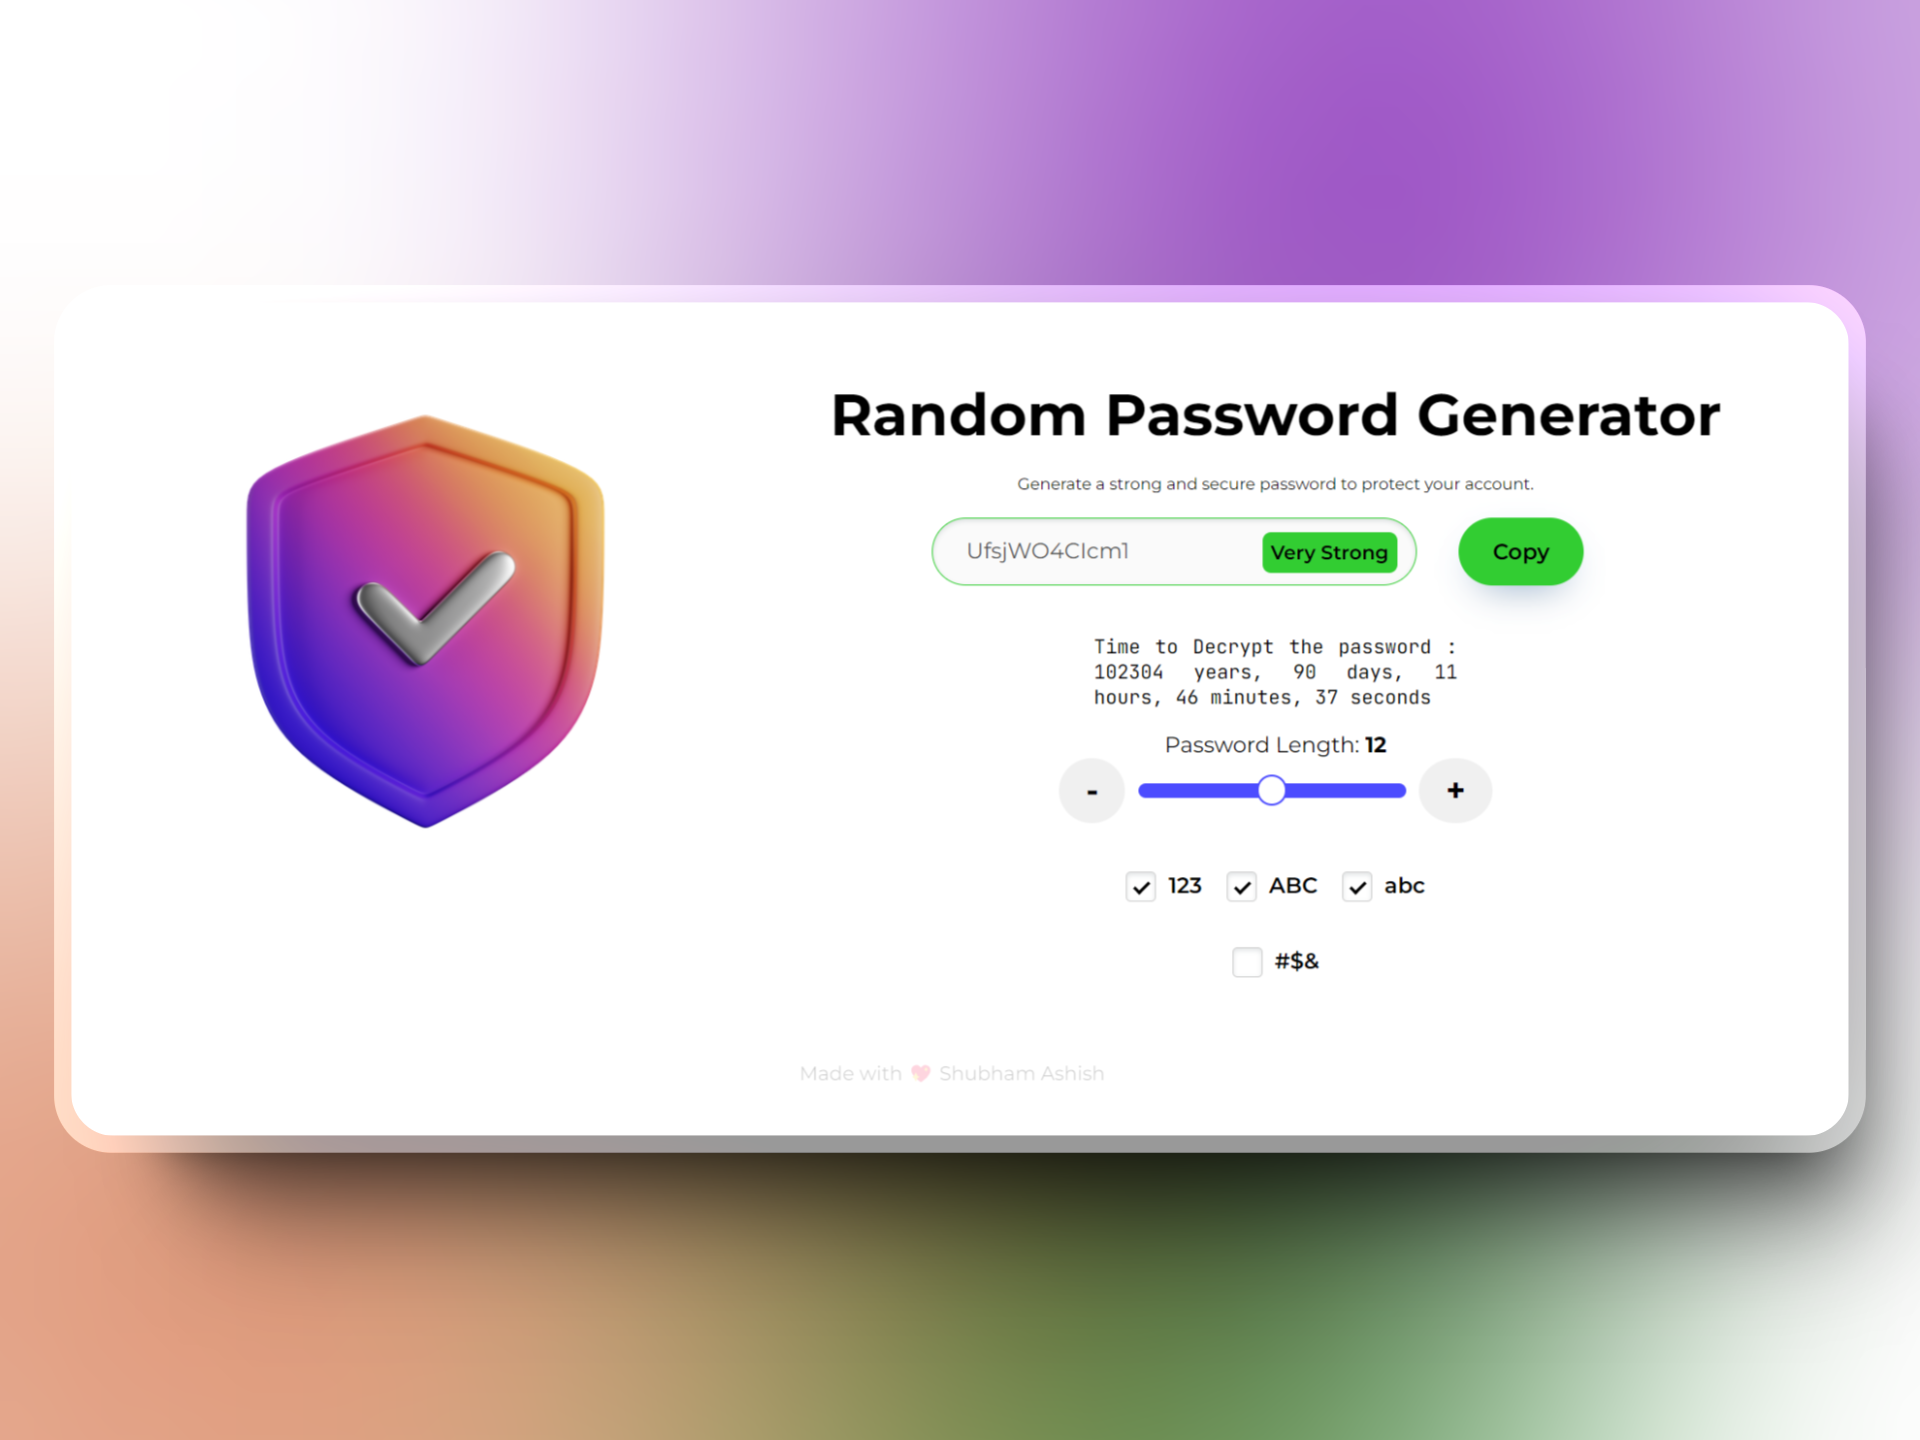 Random Password Generator
Generate a strong and secure password to protect your account.
UfsjWO4CIcm1 Very Strong Copy
Time to Decrypt the password :
102304 years, 90 days, 11
hours, 46 minutes, 37 seconds
Password Length: 12
- +
123 ABC abc
#$&
Made with 💖 Shubham Ashish